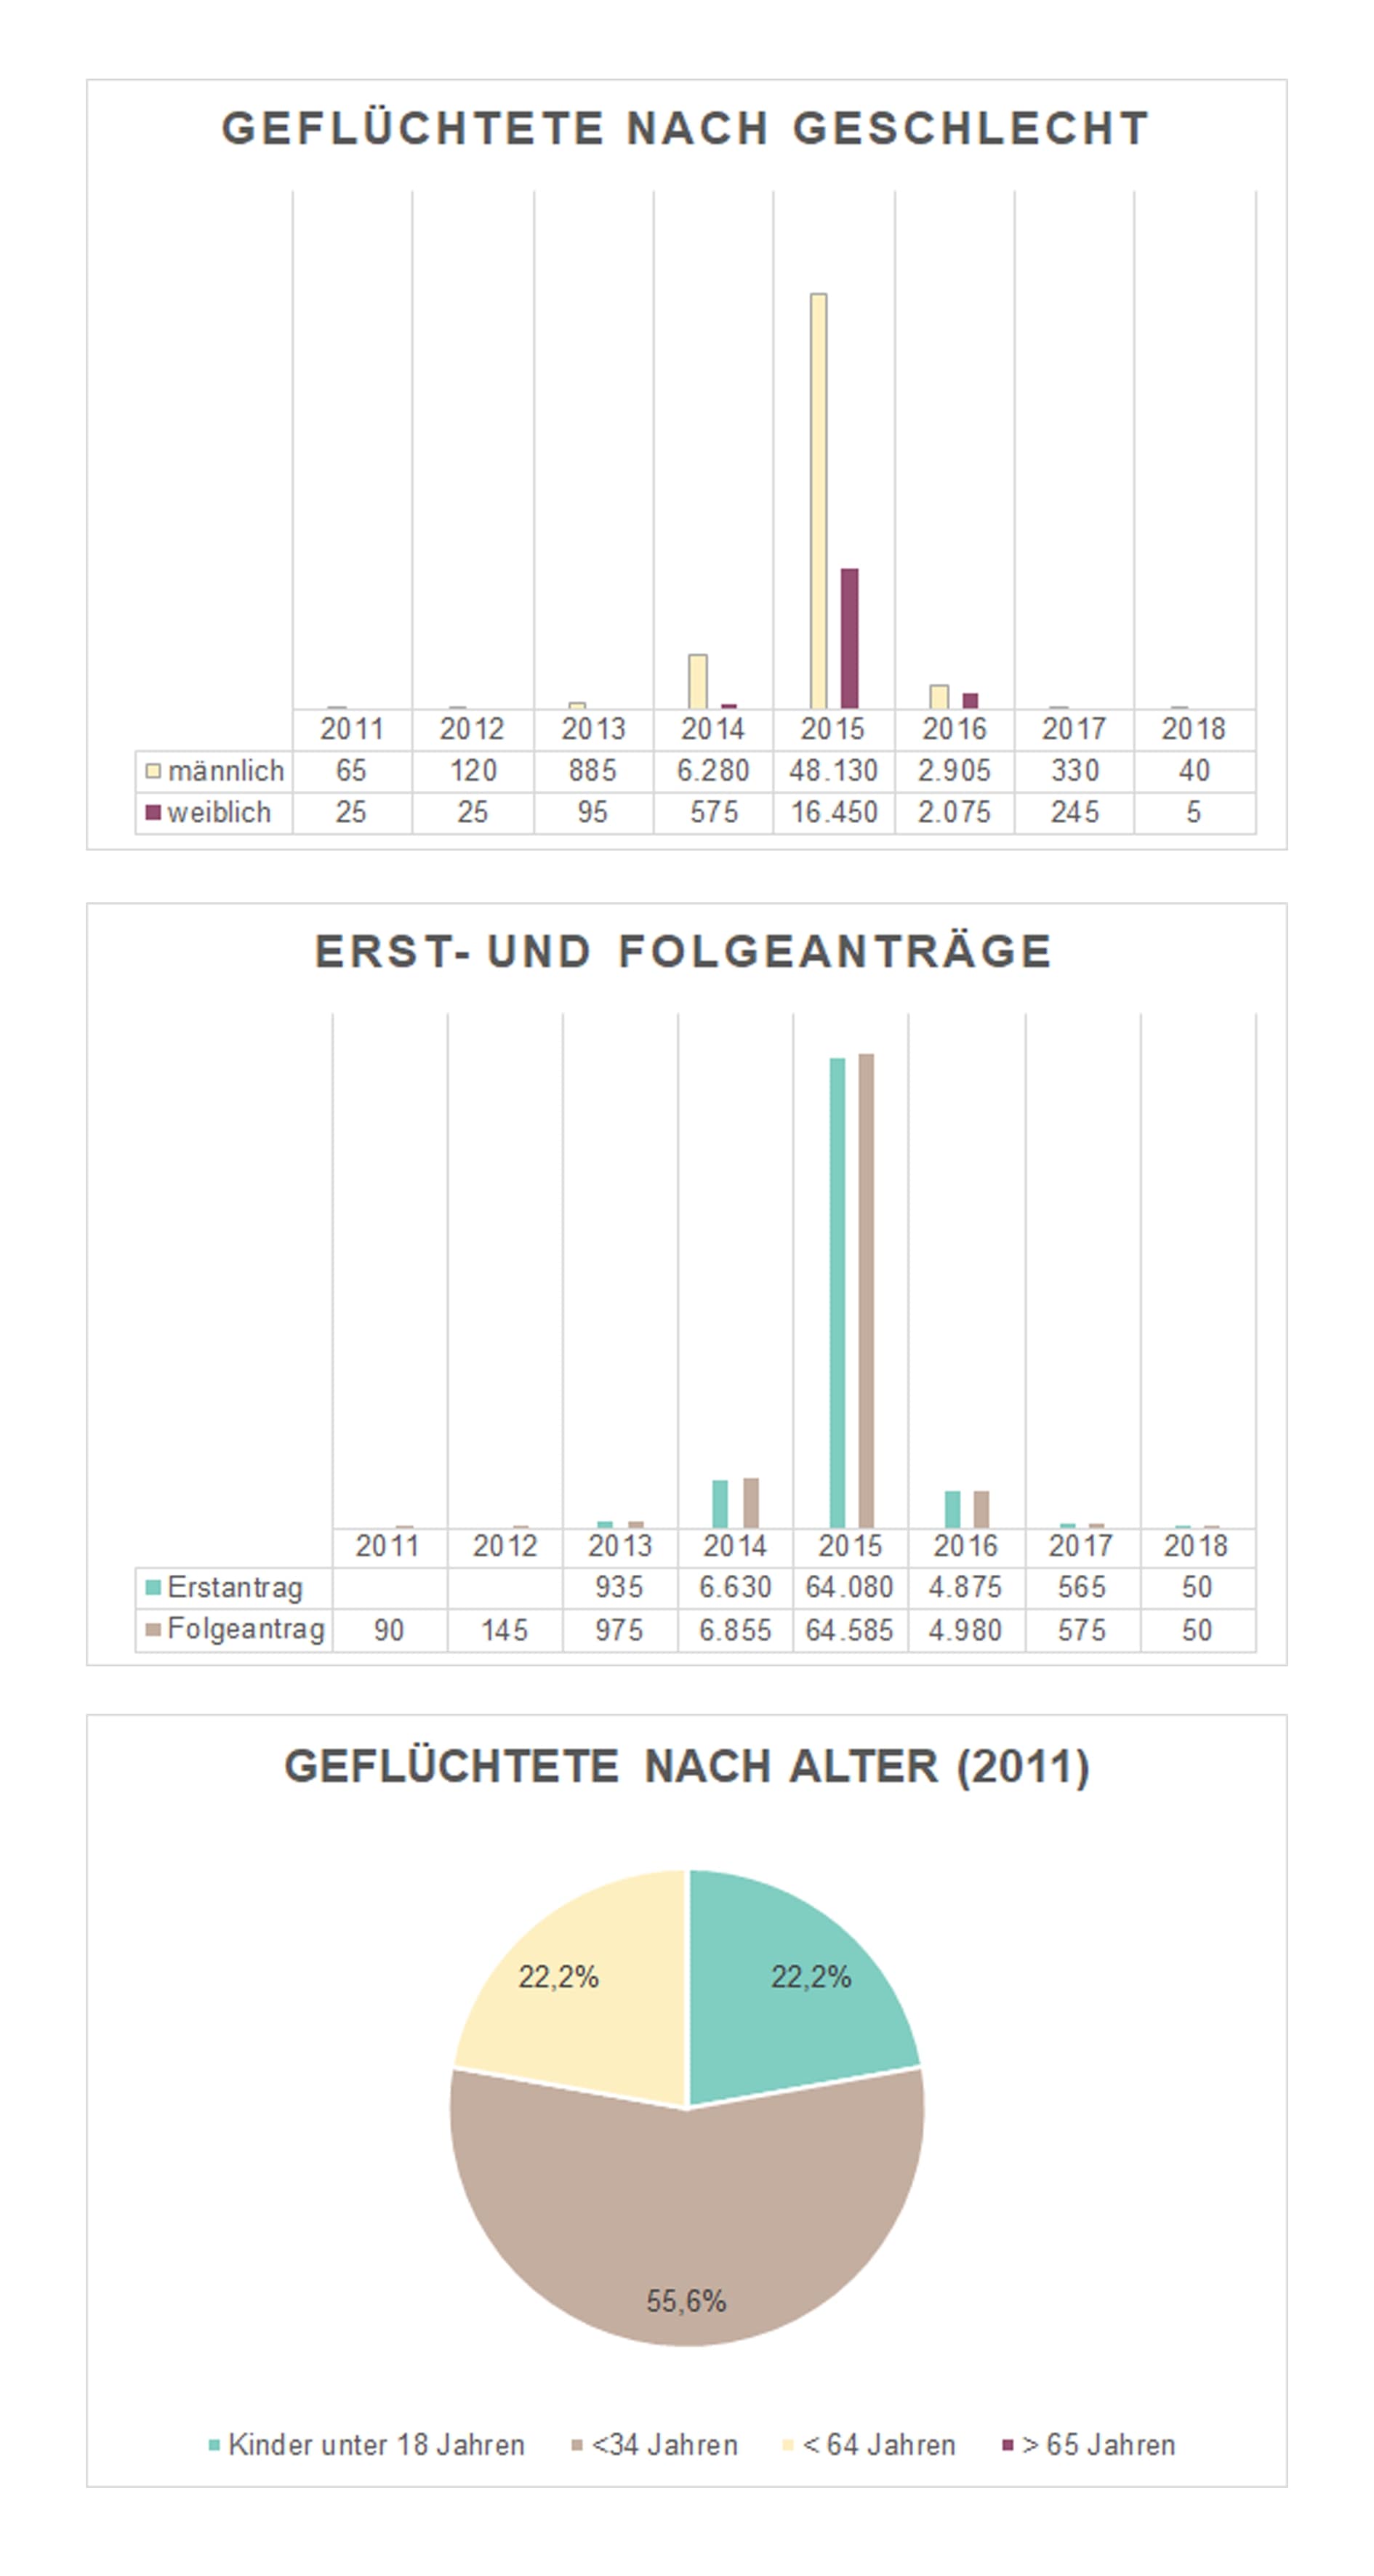 GEFLÜCHTETE NACH GESCHLECHT
2011 2012 2013 2014 2015 2016 2017 2018
männlich 65 120 885 6.280 48.130 2.905 330 40
weiblich 25 25 95 575 16.450 2.075 245 5
ERST- UND FOLGEANTRÄGE
2011 2012 2013 2014 2015 2016 2017 2018
Erstantrag 935 6.630 64.080 4.875 565 50
Folgeantrag 90 145 975 6.855 64.585 4.980 575 50
GEFLÜCHTETE NACH ALTER (2011)
22,2% 22,2%
55,6%
Kinder unter 18 Jahren <34 Jahren < 64 Jahren > 65 Jahren